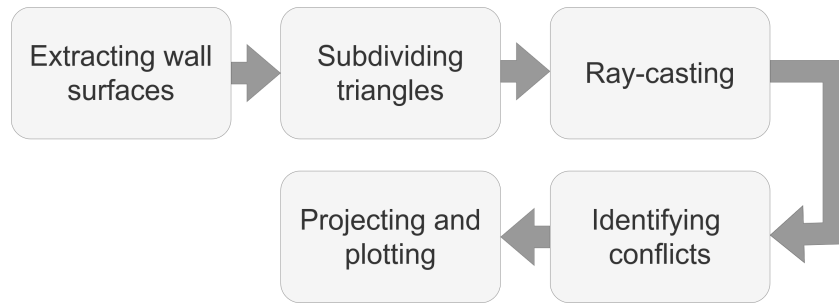 Extracting wall
surfaces
Subdividing
triangles
Ray-casting
Identifying
conflicts
Projecting and
plotting